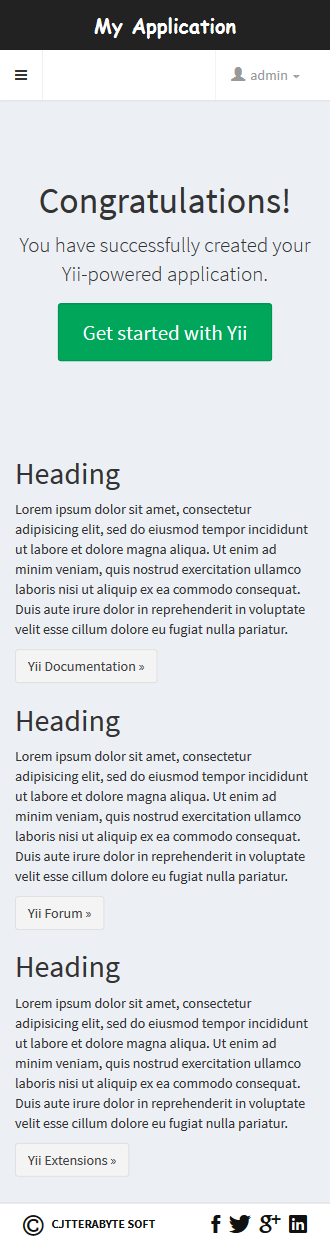 My Application
admin
Congratulations!
You have successfully created your
Yii-powered application.
Get started with Yii
Heading
Lorem ipsum dolor sit amet, consectetur
adipisicing elit, sed do eiusmod tempor incididunt
ut labore et dolore magna aliqua. Ut enim ad
minim veniam, quis nostrud exercitation ullamco
laboris nisi ut aliquip ex ea commodo consequat.
Duis aute irure dolor in reprehenderit in voluptate
velit esse cillum dolore eu fugiat nulla pariatur.
Yii Documentation »
Heading
Lorem ipsum dolor sit amet, consectetur
adipisicing elit, sed do eiusmod tempor incididunt
ut labore et dolore magna aliqua. Ut enim ad
minim veniam, quis nostrud exercitation ullamco
laboris nisi ut aliquip ex ea commodo consequat.
Duis aute irure dolor in reprehenderit in voluptate
velit esse cillum dolore eu fugiat nulla pariatur.
Yii Forum »
Heading
Lorem ipsum dolor sit amet, consectetur
adipisicing elit, sed do eiusmod tempor incididunt
ut labore et dolore magna aliqua. Ut enim ad
minim veniam, quis nostrud exercitation ullamco
laboris nisi ut aliquip ex ea commodo consequat.
Duis aute irure dolor in reprehenderit in voluptate
velit esse cillum dolore eu fugiat nulla pariatur.
Yii Extensions »
© CJTTERABYTE SOFT